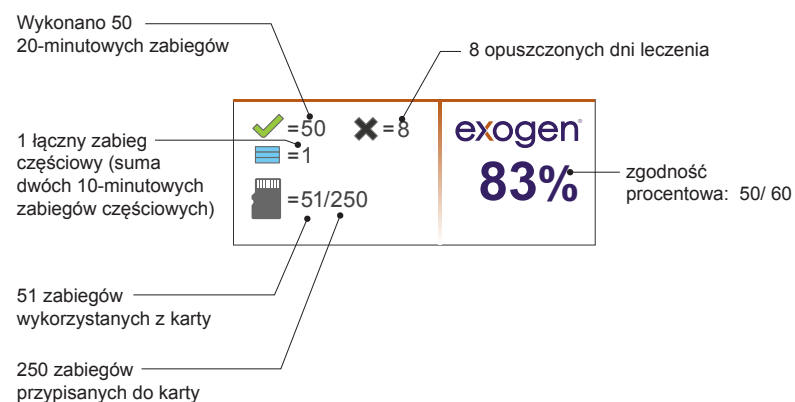 Wykonano 50
20-minutowych zabiegów
8 opuszczonych dni leczenia
=50
=8
=1
=51/250
exogen®
83%
1 łączny zabieg
częściowy (suma
dwóch 10-minutowych
zabiegów częściowych)
zgodność
procentowa: 50/ 60
51 zabiegów
wykorzystanych z karty
250 zabiegów
przypisanych do karty